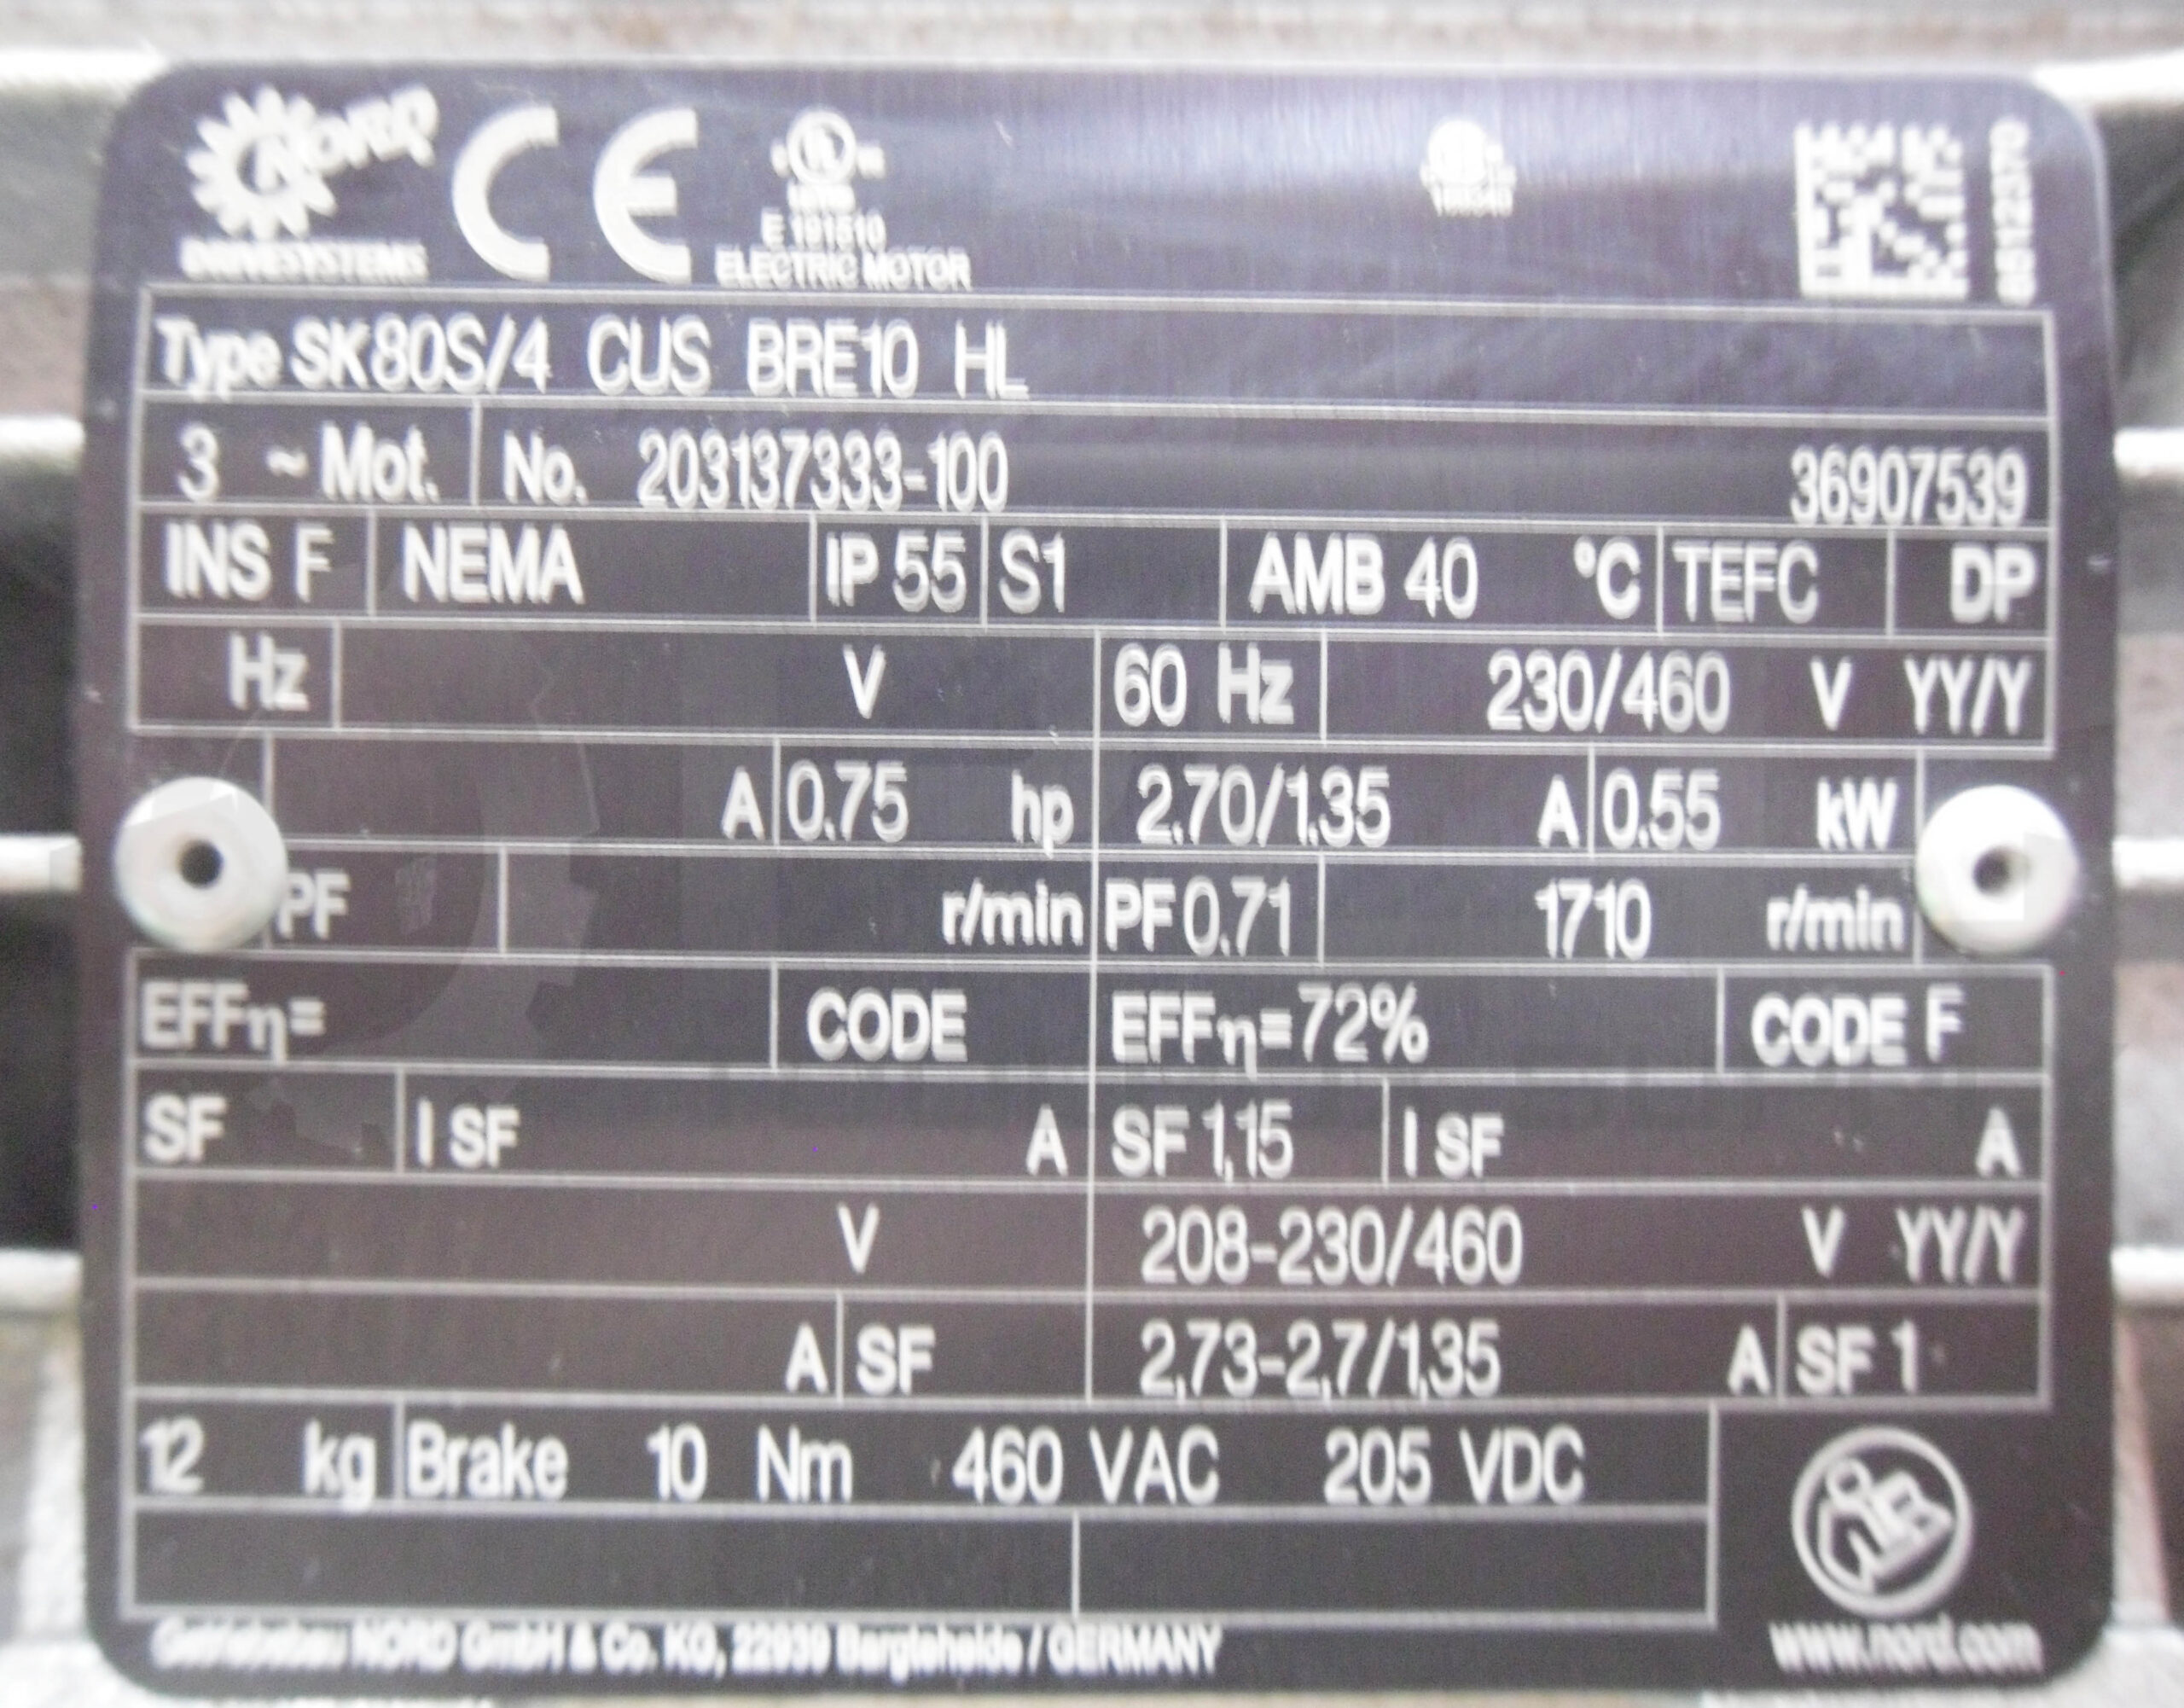 NORD
DRIVESYSTEMS
CE
E 191510
ELECTRIC MOTOR
Type SK80S/4 CUS BRE10 HL
3 ~ Mot. No. 203137333-100 36907539
INS F NEMA IP 55 S1 AMB 40 °C TEFC DP
Hz V 60 Hz 230/460 V YY/Y
A 0.75 hp 2.70/1.35 A 0.55 kW
PF r/min PF 0.71 1710 r/min
EFF η= CODE EFF η=72% CODE F
SF I SF A SF 1,15 I SF A
V 208-230/460 V YY/Y
A SF 2,73-2,7/1,35 A SF 1
12 kg Brake 10 Nm 460 VAC 205 VDC
Getriebebau NORD GmbH & Co. KG, 22939 Bargteheide / GERMANY
www.nord.com